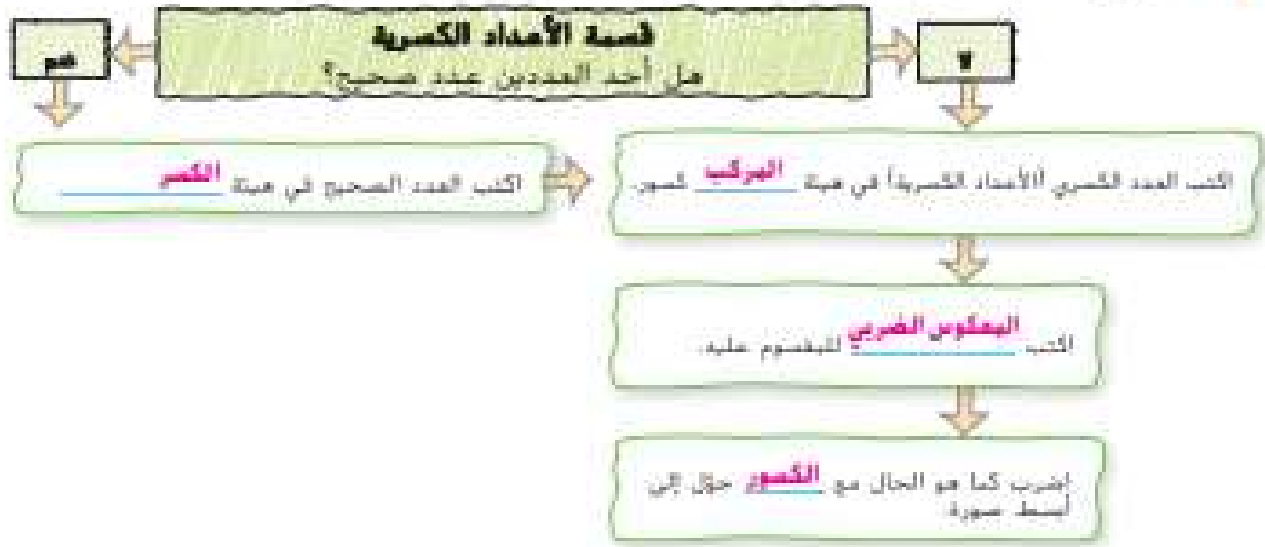 قسمة الأعداد الكسرية
هل أحد العددين عدد صحيح؟
لا
نعم
اكتب العدد الكسري (الأعداد الكسرية) في هيئة المركب كسور.
اكتب العدد الصحيح في هيئة الكسر
اكتب المعكوس الضربي للمقسوم عليه.
اضرب كما هو الحال مع الكسور حوّل إلى
أبسط صورة.